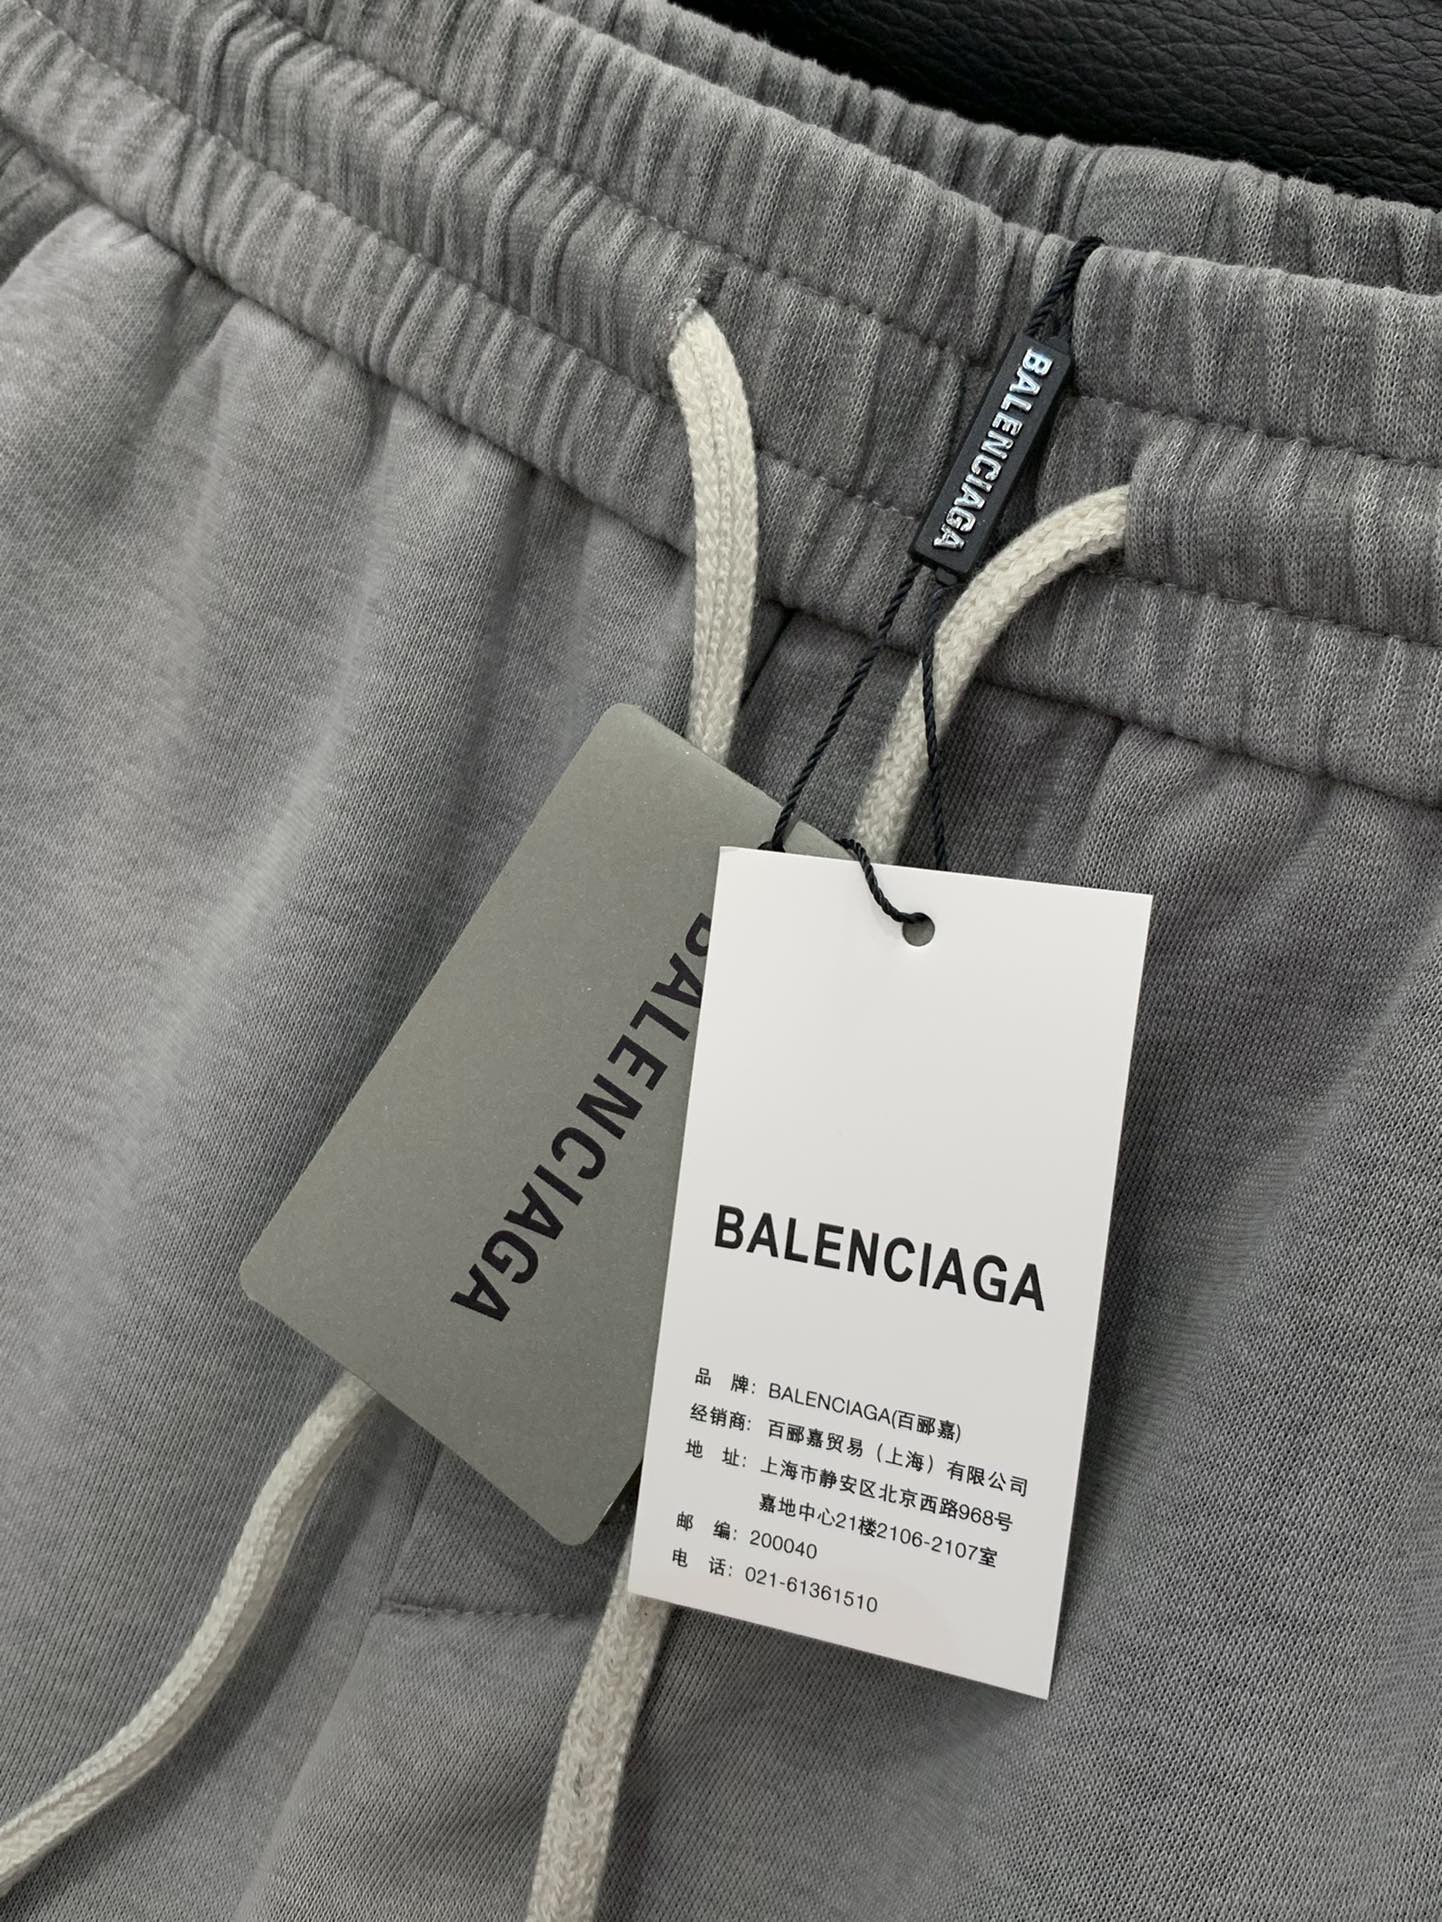 BALENCIAGA
BALENCIAGA
BALENCIAGA
品 牌：BALENCIAGA(百郦嘉)
经销商：百郦嘉贸易（上海）有限公司
地 址：上海市静安区北京西路968号
嘉地中心21楼2106-2107室
邮 编：200040
电 话：021-61361510